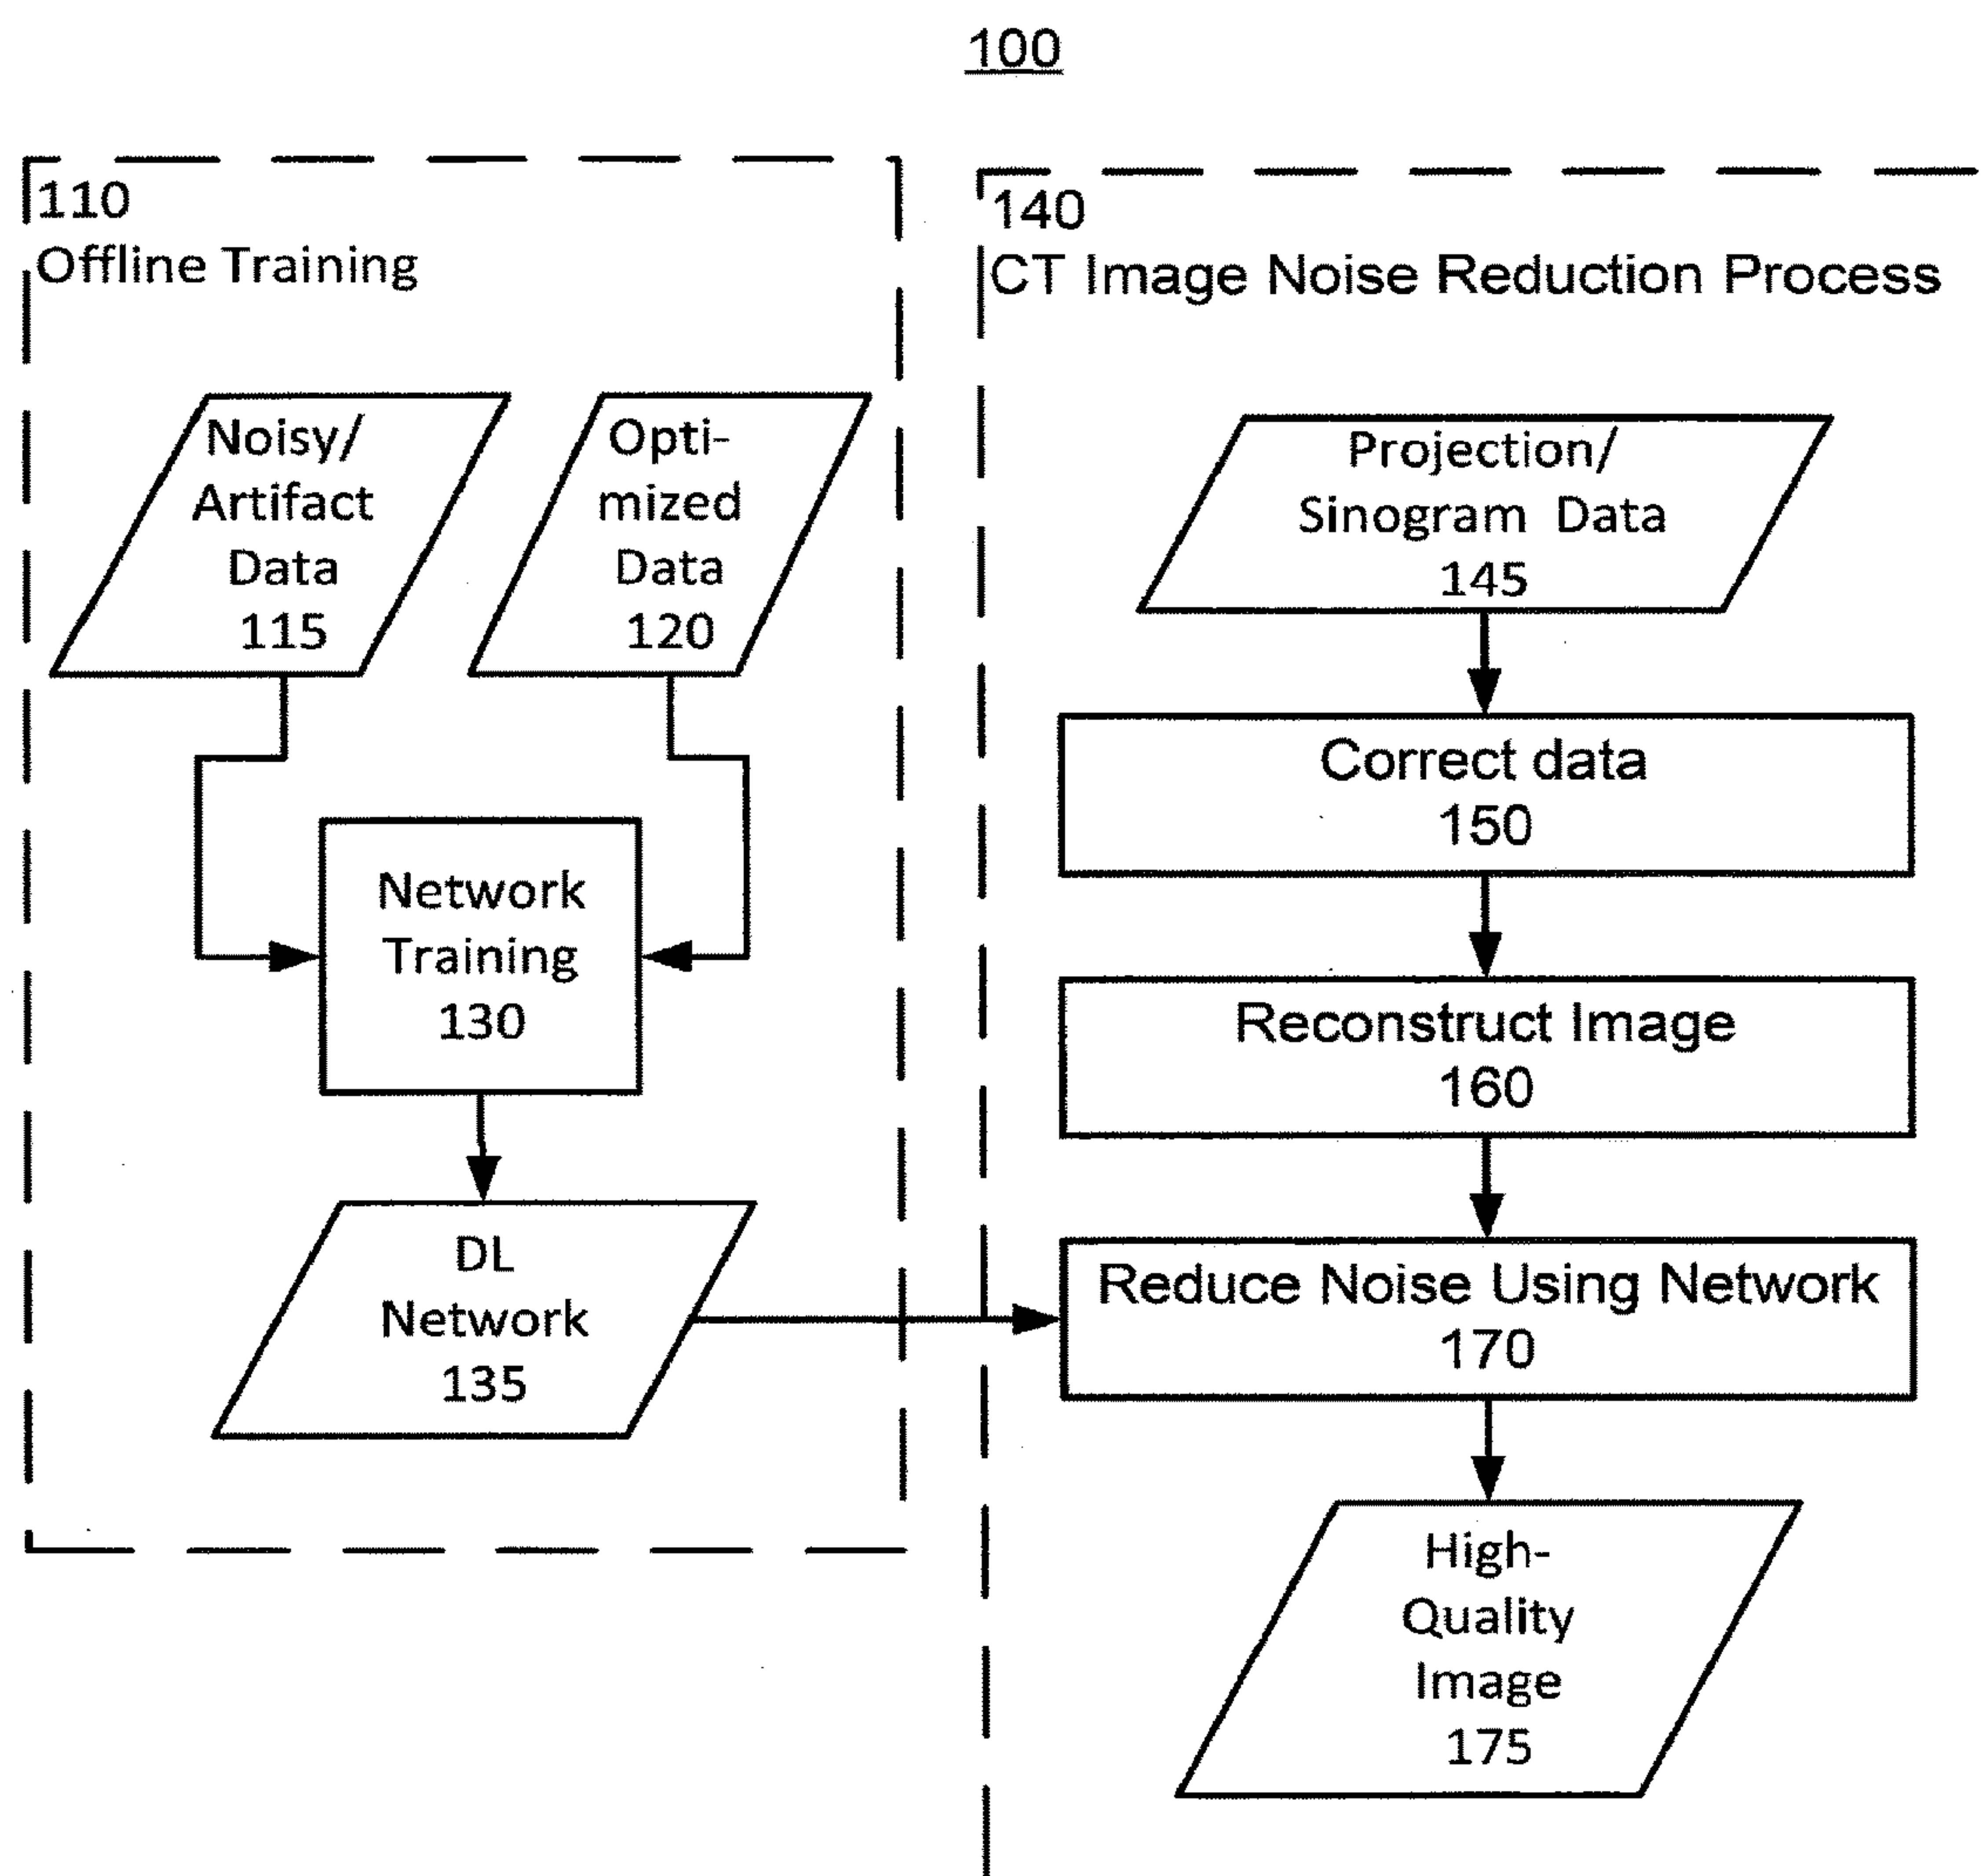 100
110
Offline Training
Noisy/
Artifact
Data
115
Opti-
mized
Data
120
Network
Training
130
DL
Network
135
140
CT Image Noise Reduction Process
Projection/
Sinogram Data
145
Correct data
150
Reconstruct Image
160
Reduce Noise Using Network
170
High-
Quality
Image
175